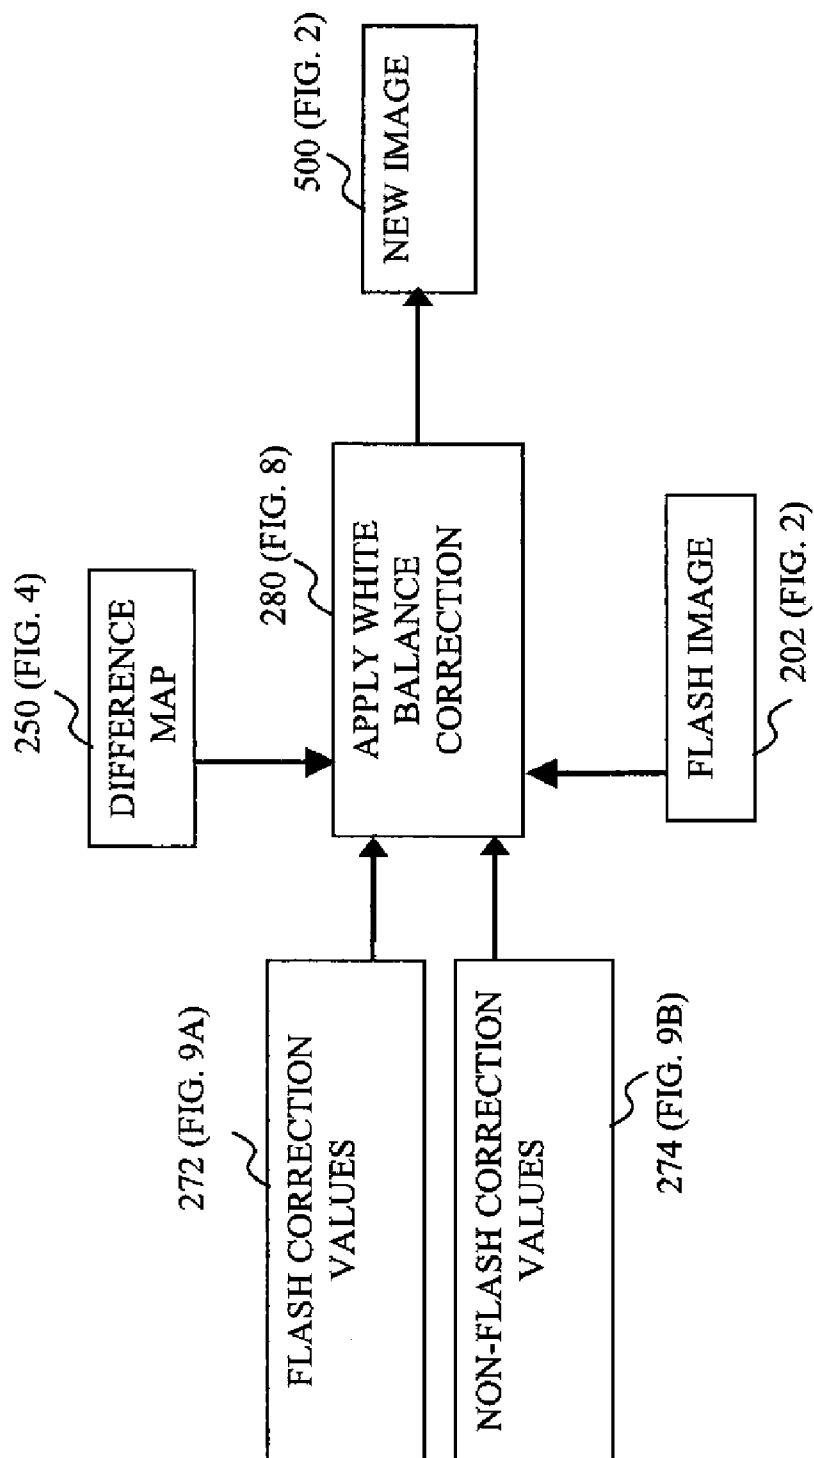 272 (FIG. 9A)
FLASH CORRECTION
VALUES
NON-FLASH CORRECTION
VALUES
274 (FIG. 9B)
250 (FIG. 4)
DIFFERENCE
MAP
280 (FIG. 8)
APPLY WHITE
BALANCE
CORRECTION
FLASH IMAGE
202 (FIG. 2)
500 (FIG. 2)
NEW IMAGE